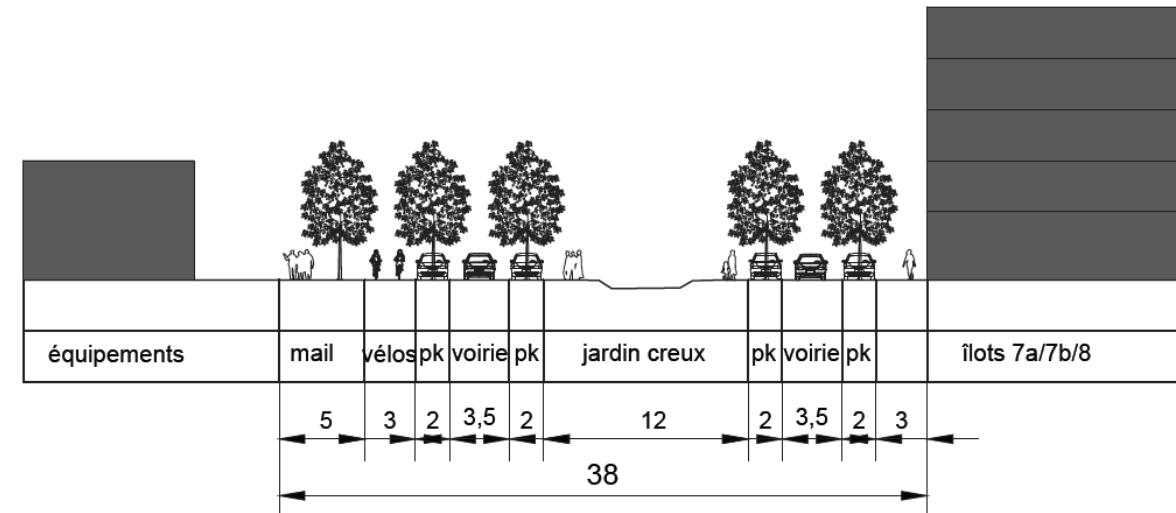 équipements mail vélos pk voirie pk jardin creux pk voirie pk îlots 7a/7b/8
5 3 2 3,5 2 12 2 3,5 2 3
38